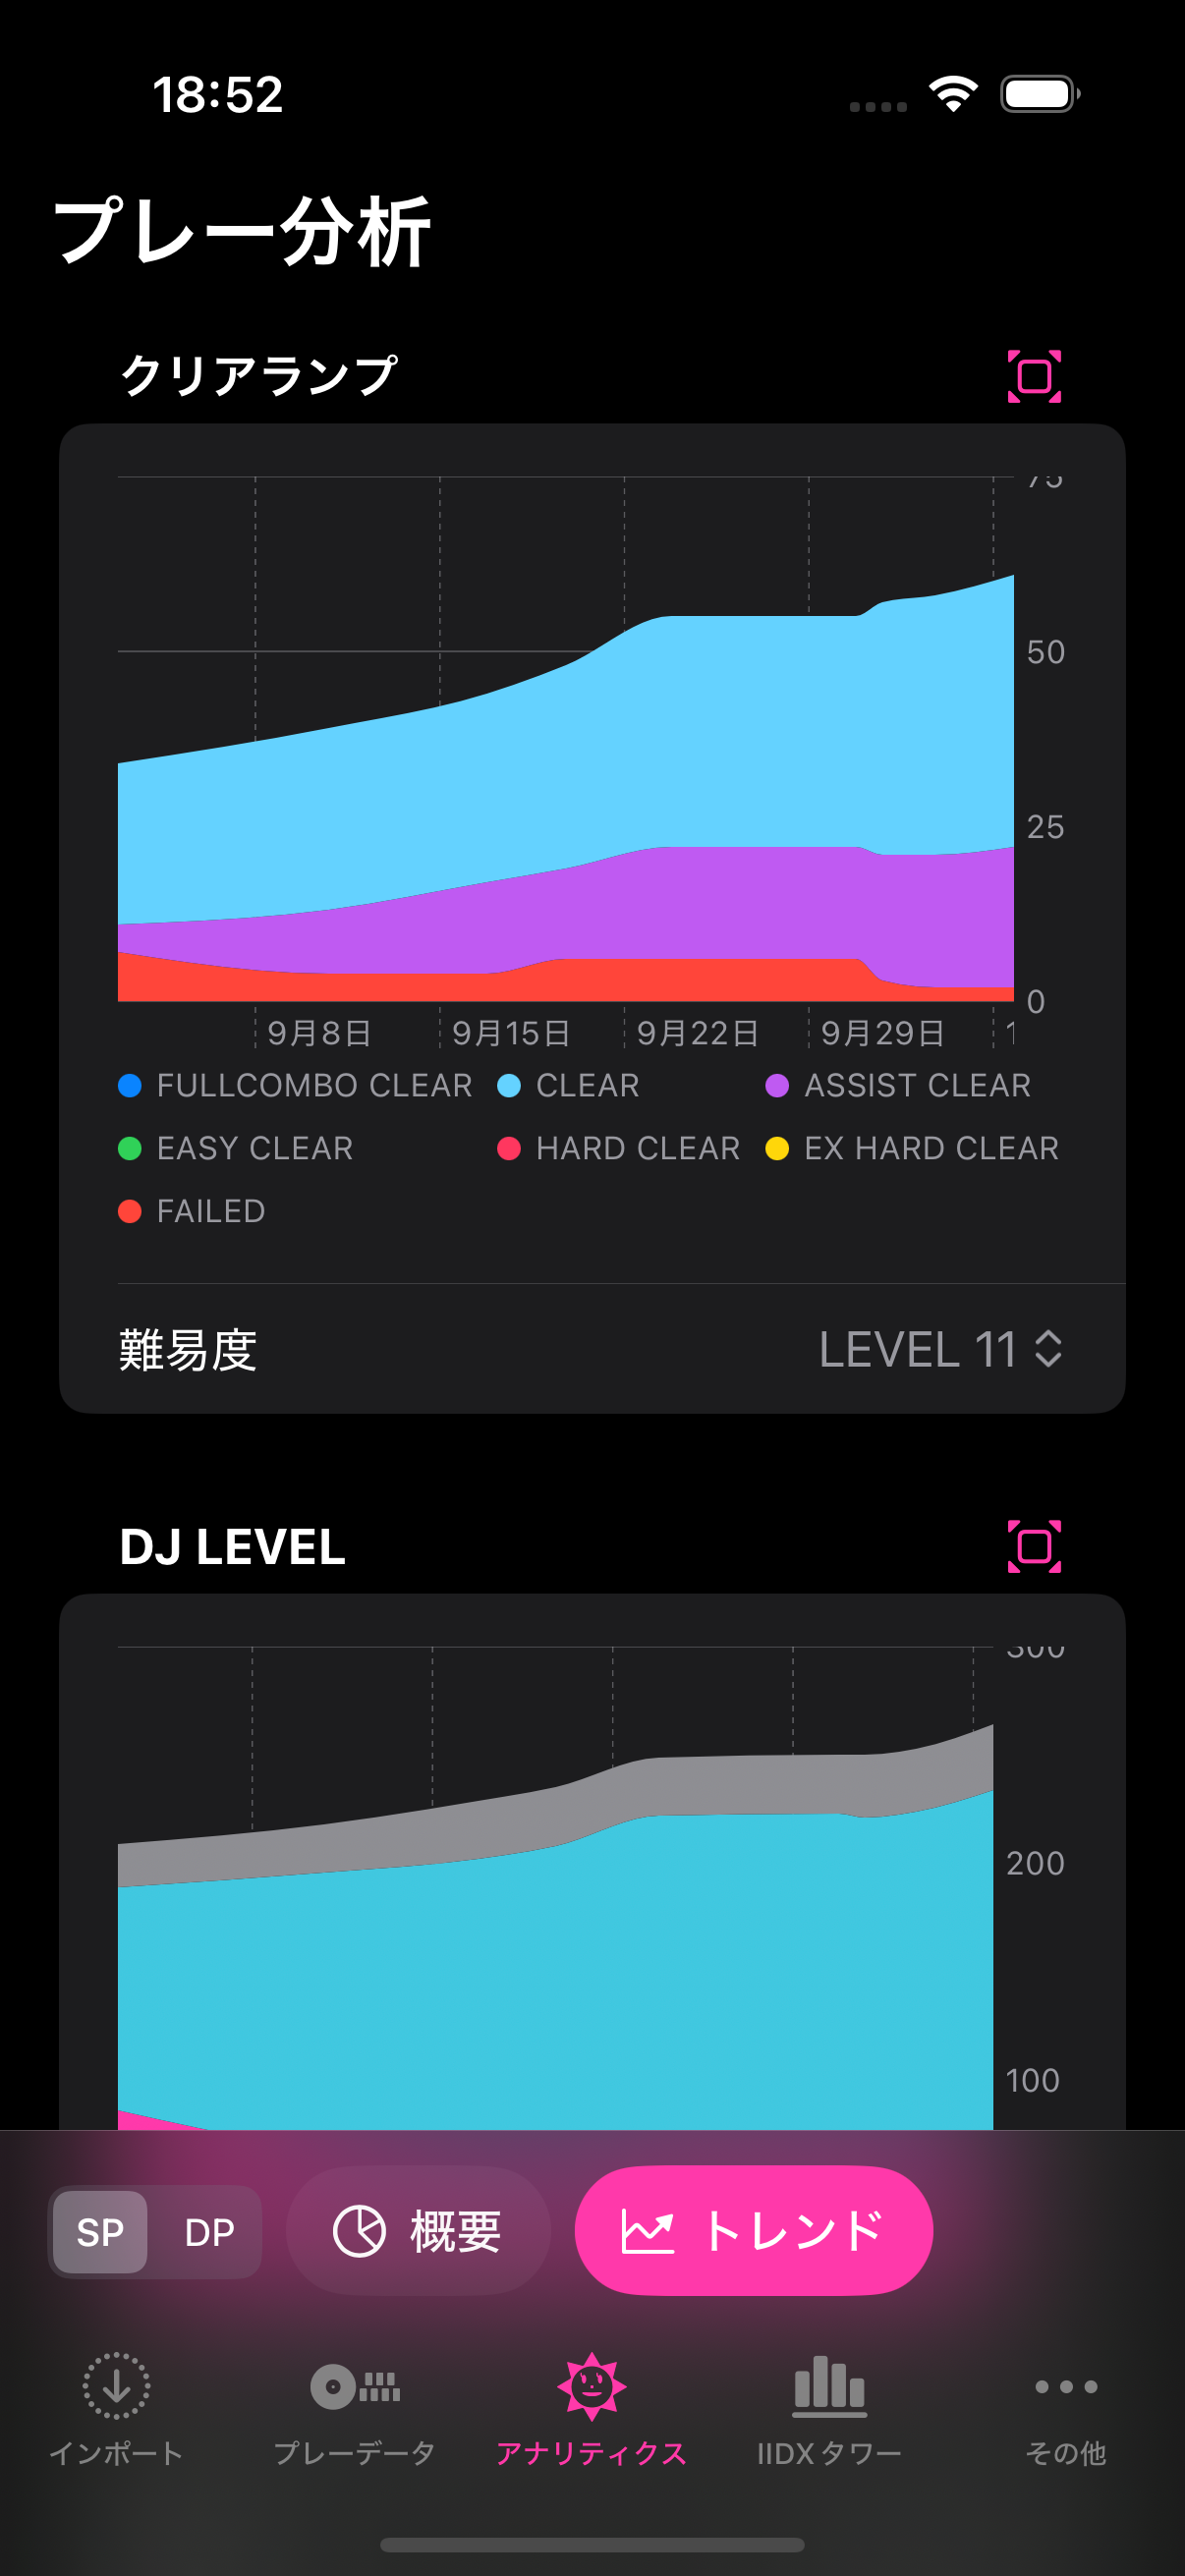 18:52
プレー分析
クリアランプ
75
50
25
0
9月8日 9月15日 9月22日 9月29日
FULLCOMBO CLEAR CLEAR ASSIST CLEAR
EASY CLEAR HARD CLEAR EX HARD CLEAR
FAILED
難易度 LEVEL 11
DJ LEVEL
300
200
100
SP DP 概要 トレンド
インポート プレーデータ アナリティクス IIDXタワー その他